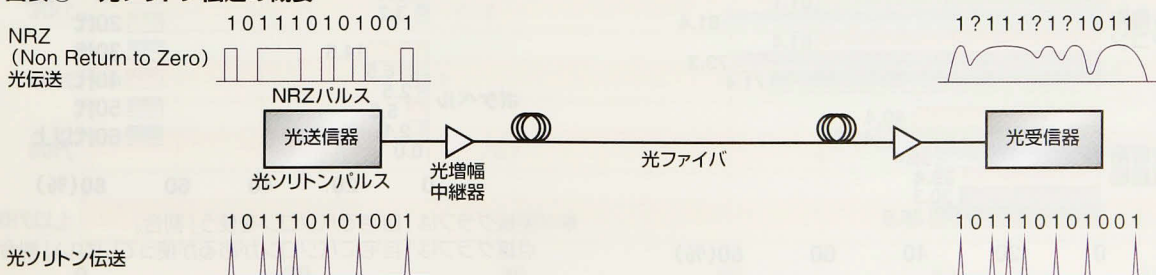 101110101001
1?111?1?1011
NRZ
(Non Return to Zero)
光伝送
NRZパルス
光送信器
光受信器
光ソリトンパルス
光増幅
中継器
光ファイバ
101110101001
101110101001
光ソリトン伝送